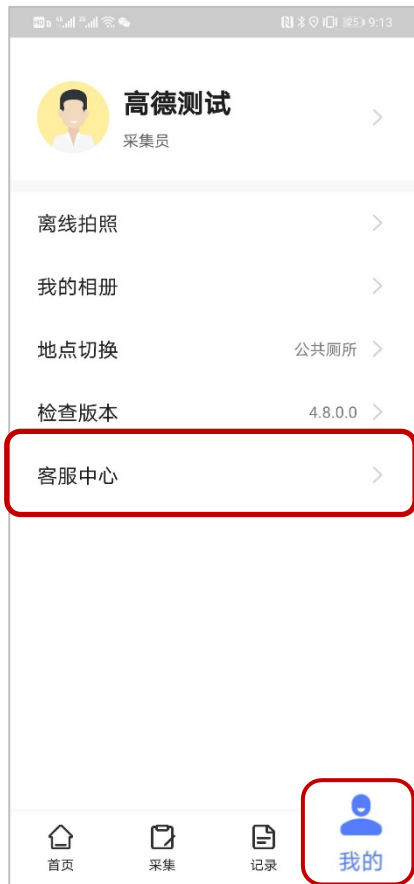 9:13
高德测试
采集员
离线拍照
我的相册
地点切换 公共厕所
检查版本 4.8.0.0
客服中心
首页 采集 记录 我的